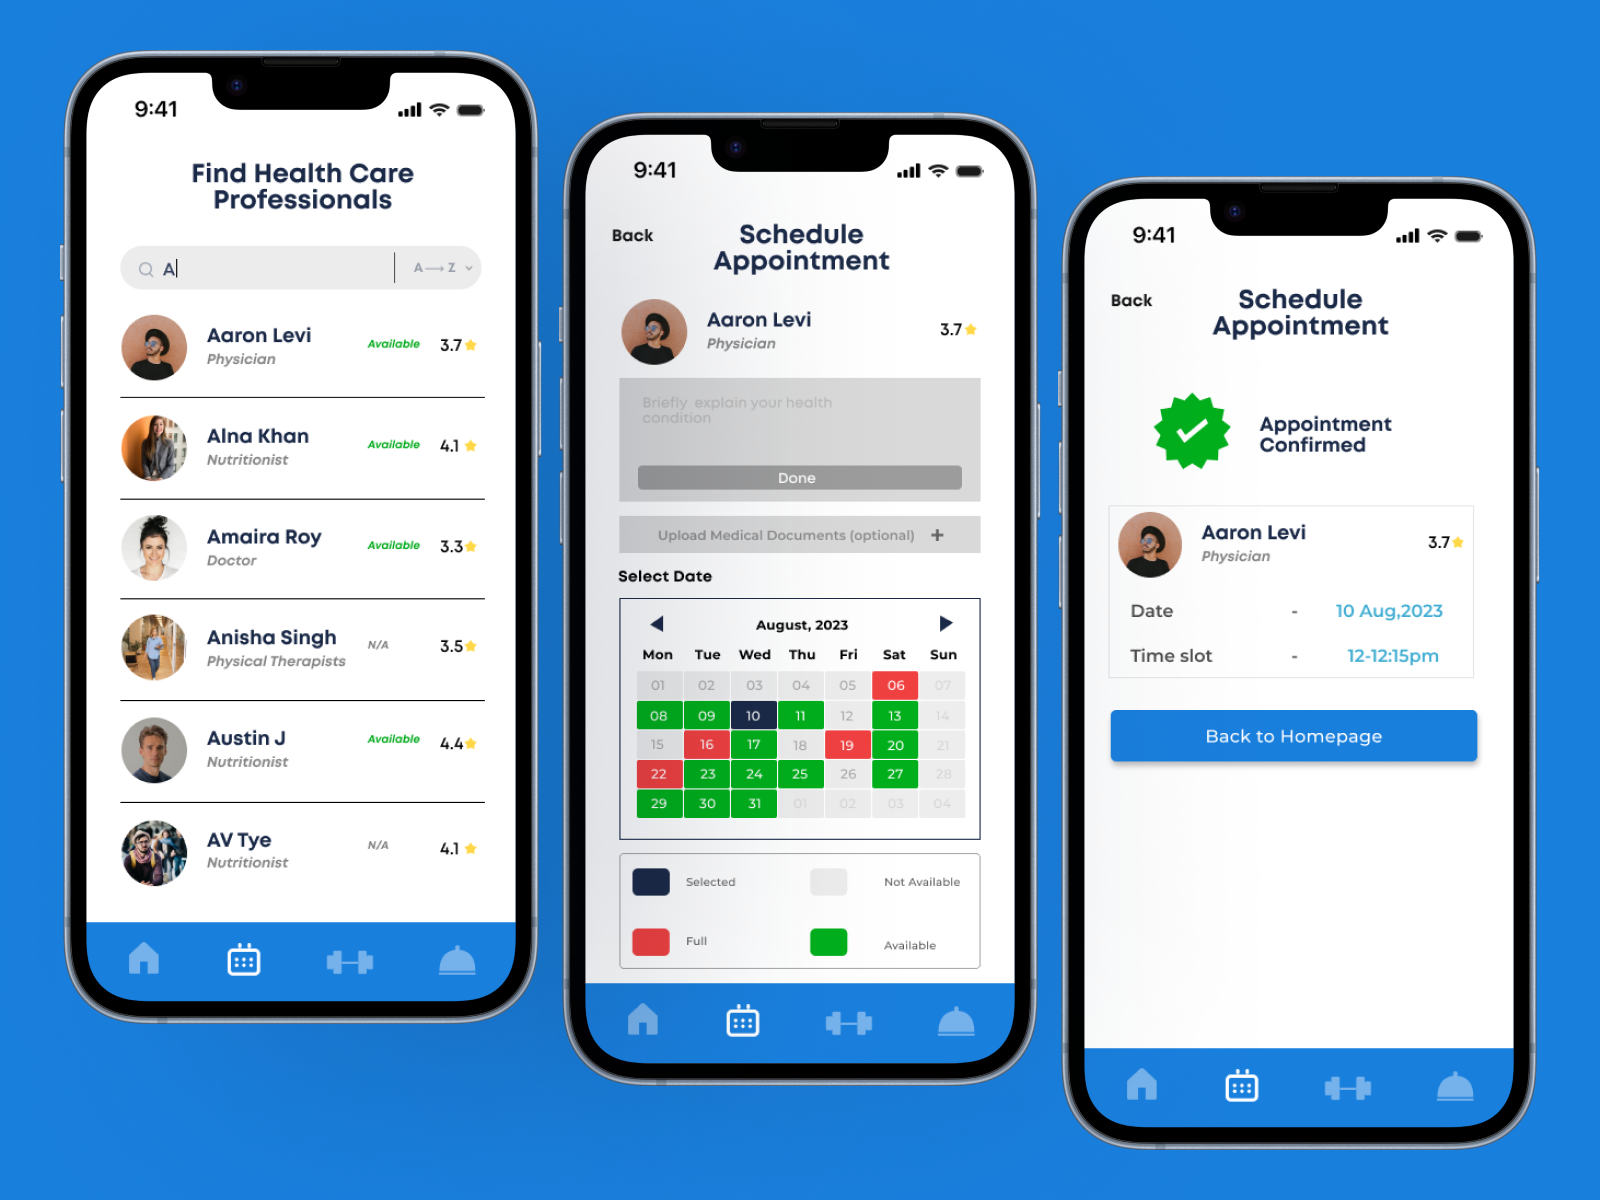 9:41
Find Health Care
Professionals
A
A → Z
Aaron Levi
Physician
Available
3.7
Alna Khan
Nutritionist
Available
4.1
Amaira Roy
Doctor
Available
3.3
Anisha Singh
Physical Therapists
N/A
3.5
Austin J
Nutritionist
Available
4.4
AV Tye
Nutritionist
N/A
4.1
9:41
Back
Schedule
Appointment
Aaron Levi
Physician
3.7
Briefly explain your health
condition
Done
Upload Medical Documents (optional) +
Select Date
August, 2023
Mon Tue Wed Thu Fri Sat Sun
01 02 03 04 05 06 07
08 09 10 11 12 13 14
15 16 17 18 19 20 21
22 23 24 25 26 27 28
29 30 31 01 02 03 04
Selected
Not Available
Full
Available
9:41
Back
Schedule
Appointment
Appointment
Confirmed
Aaron Levi
Physician
3.7
Date - 10 Aug,2023
Time slot - 12-12:15pm
Back to Homepage